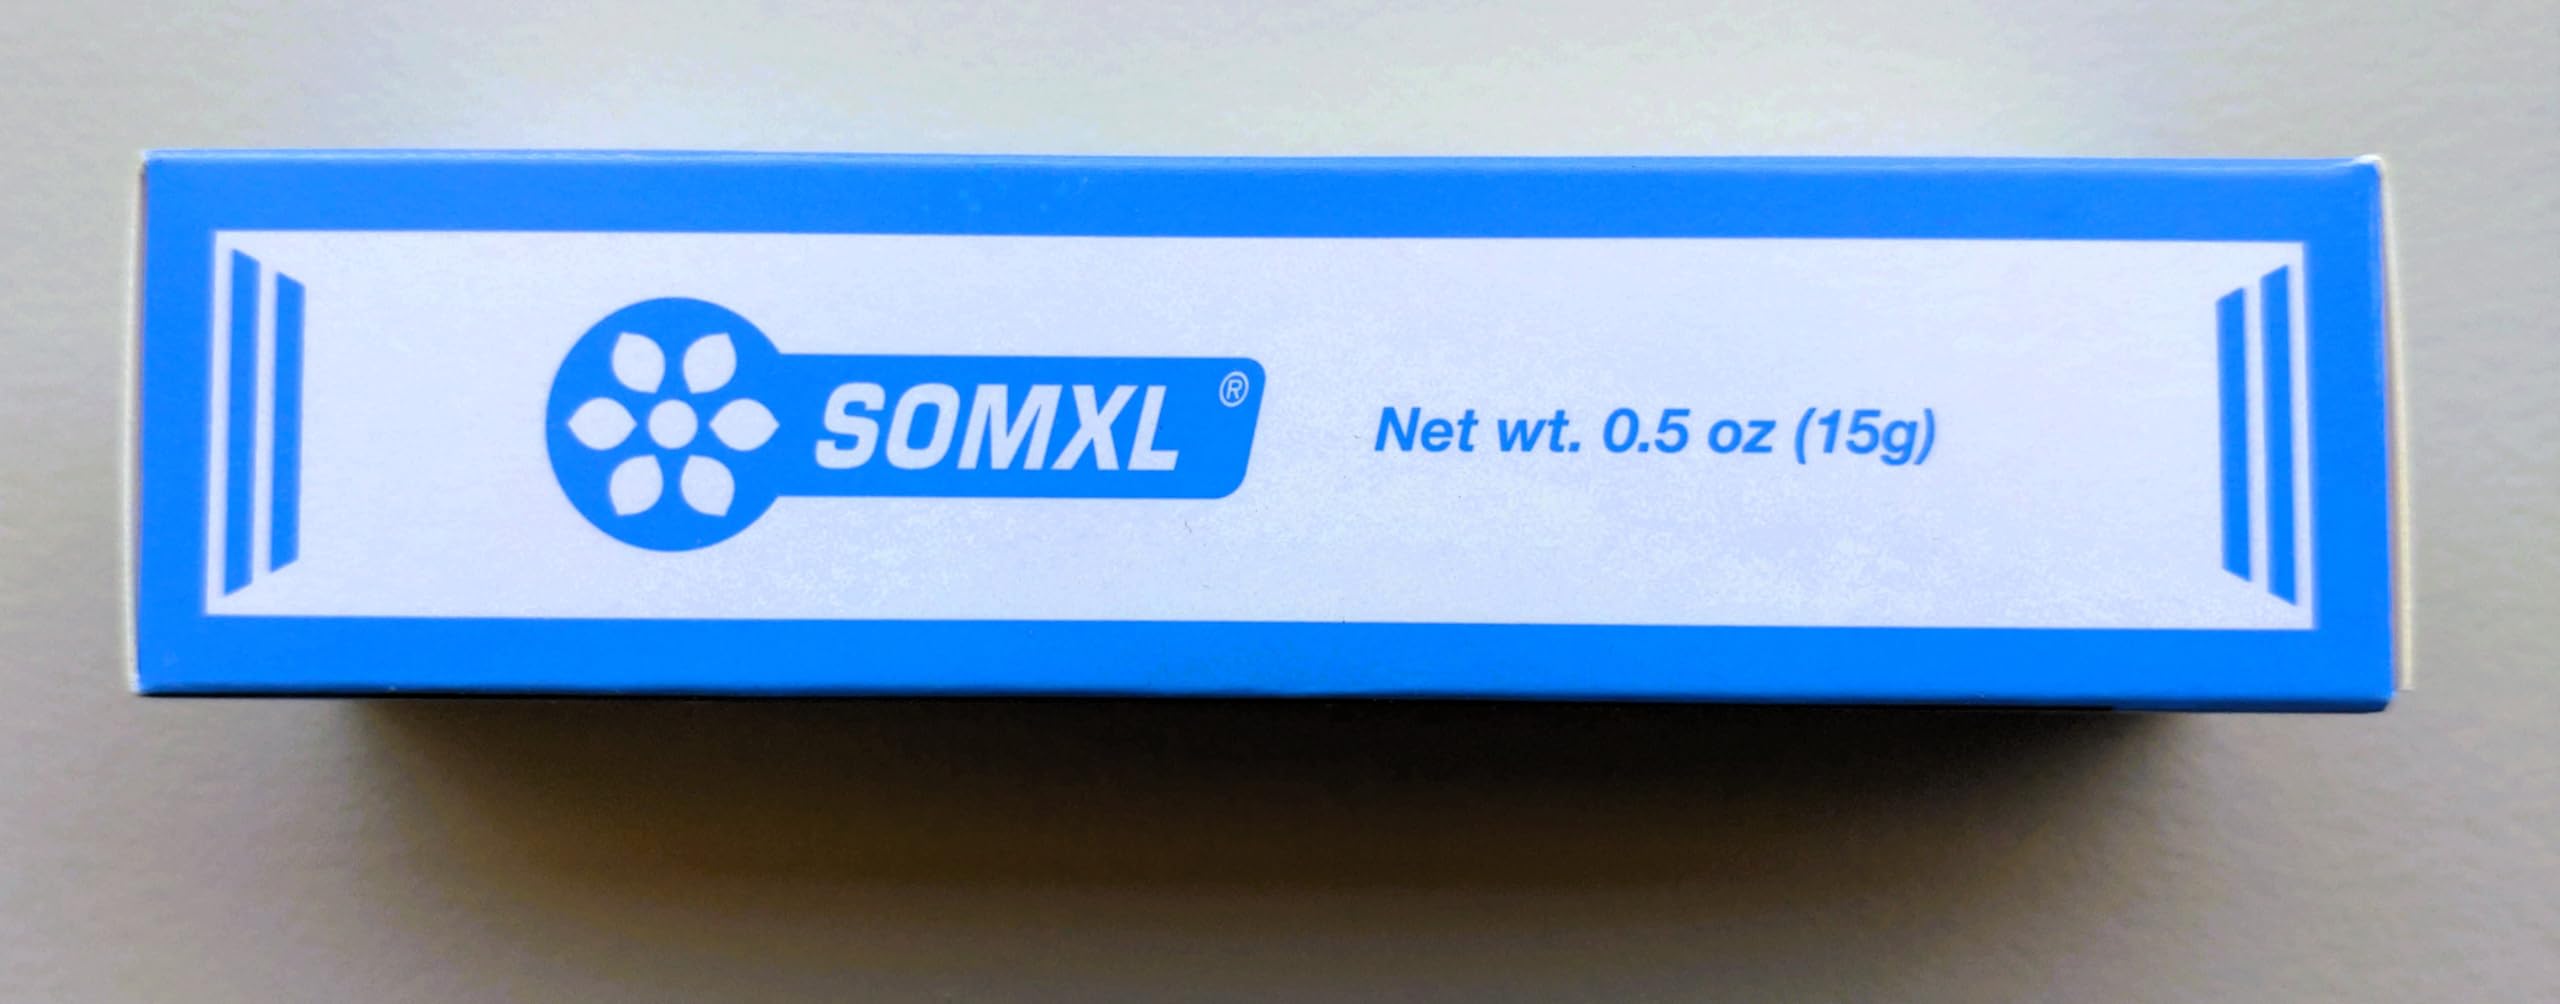 SOMXL® Net wt. 0.5 oz (15g)